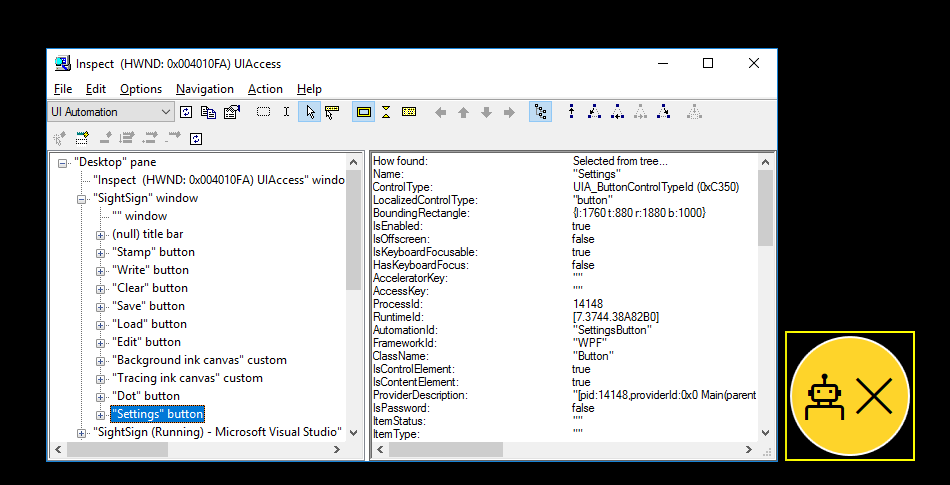 Inspect (HWND: 0x004010FA) UIAccess
File Edit Options Navigation Action Help
UI Automation
"Desktop" pane
"Inspect (HWND: 0x004010FA) UIAccess" windo
"SightSign" window
"" window
(null) title bar
"Stamp" button
"Write" button
"Clear" button
"Save" button
"Load" button
"Edit" button
"Background ink canvas" custom
"Tracing ink canvas" custom
"Dot" button
"Settings" button
"SightSign (Running) - Microsoft Visual Studio"
How found: Selected from tree...
Name: "Settings"
ControlType: UIA_ButtonControlTypeId (0xC350)
LocalizedControlType: "button"
BoundingRectangle: {l:1760 t:880 r:1880 b:1000}
IsEnabled: true
IsOffscreen: false
IsKeyboardFocusable: true
HasKeyboardFocus: false
AcceleratorKey: ""
AccessKey: ""
ProcessId: 14148
RuntimeId: [7.3744.38A82B0]
AutomationId: "SettingsButton"
FrameworkId: "WPF"
ClassName: "Button"
IsControlElement: true
IsContentElement: true
ProviderDescription: "[pid:14148,providerId:0x0 Main(parent
IsPassword: false
ItemStatus: ""
ItemType: ""